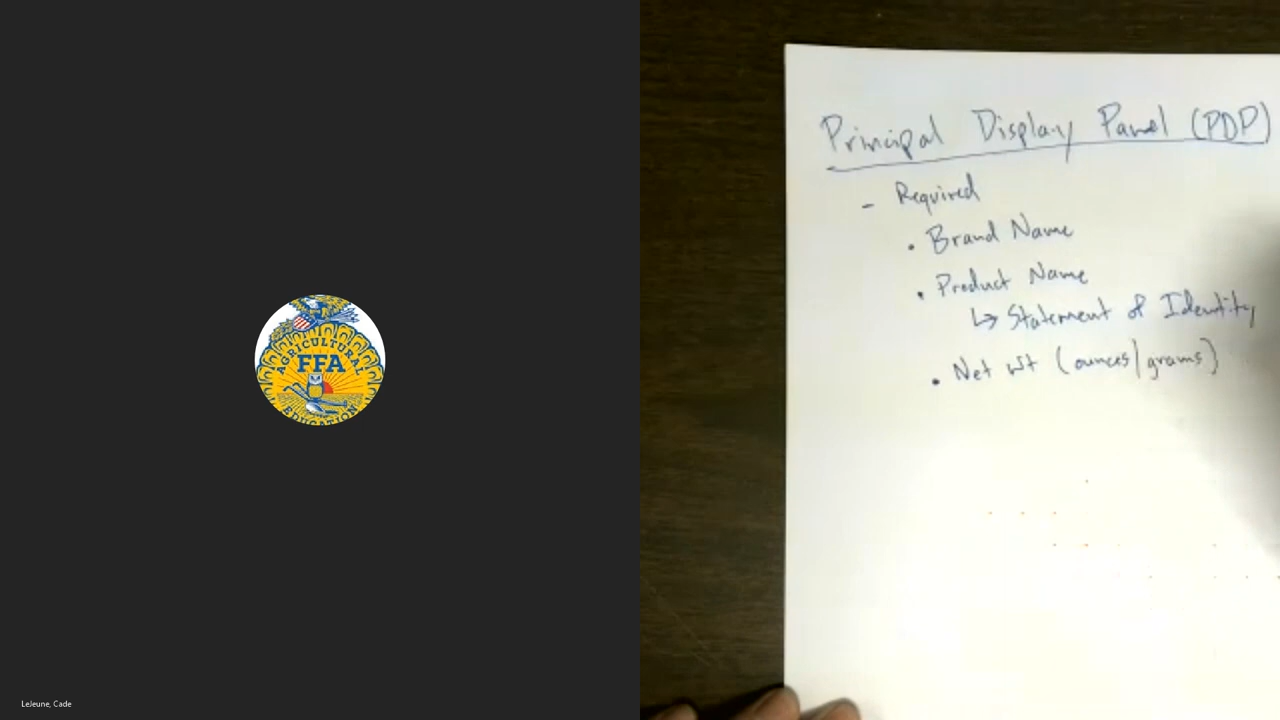 Principal Display Panel (PDP)
- Required
• Brand Name
• Product Name
↳ Statement of Identity
• Net Wt (ounces/grams)
AGRICULTURAL
FFA
EDUCATION
LeJeune, Cade